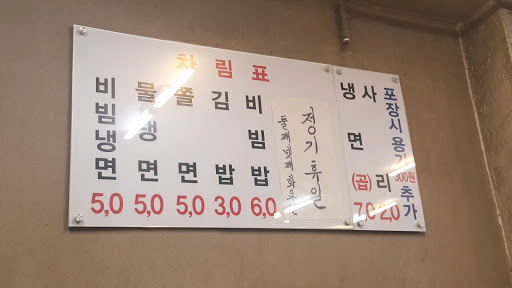 차림표
비빔냉면 5,0
물냉면 5,0
쫄면 5,0
김밥 3,0
비빔밥 6,0
정기휴일
둘째넷째화요일
냉면(곱) 7,0
사리 2,0
포장시용기300원추가